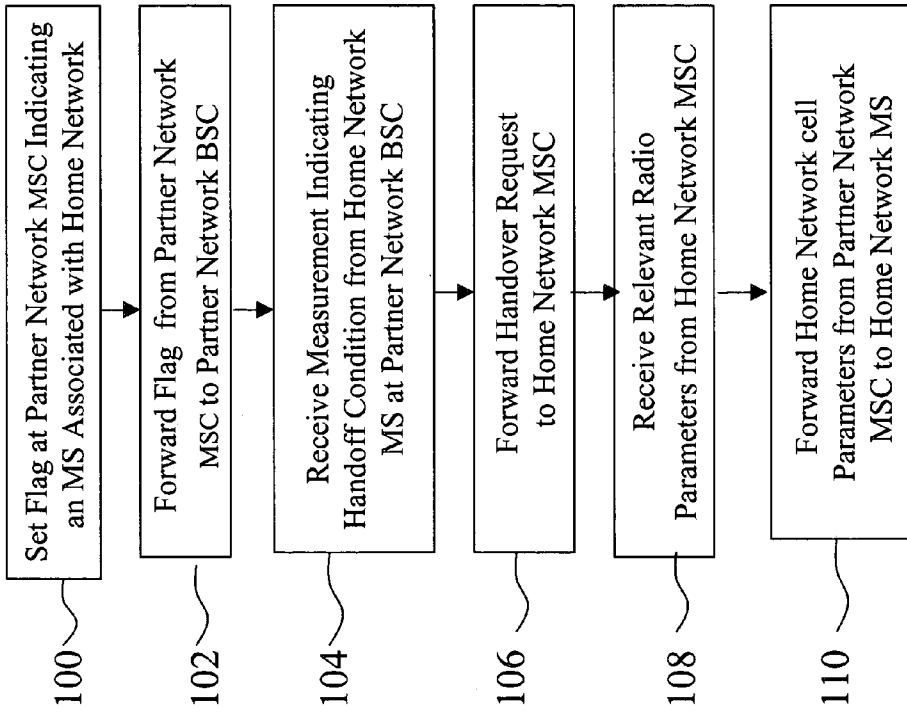 100
Set Flag at Partner Network MSC Indicating
an MS Associated with Home Network
102
Forward Flag from Partner Network
MSC to Partner Network BSC
104
Receive Measurement Indicating
Handoff Condition from Home Network
MS at Partner Network BSC
106
Forward Handover Request
to Home Network MSC
108
Receive Relevant Radio
Parameters from Home Network MSC
110
Forward Home Network cell
Parameters from Partner Network
MSC to Home Network MS